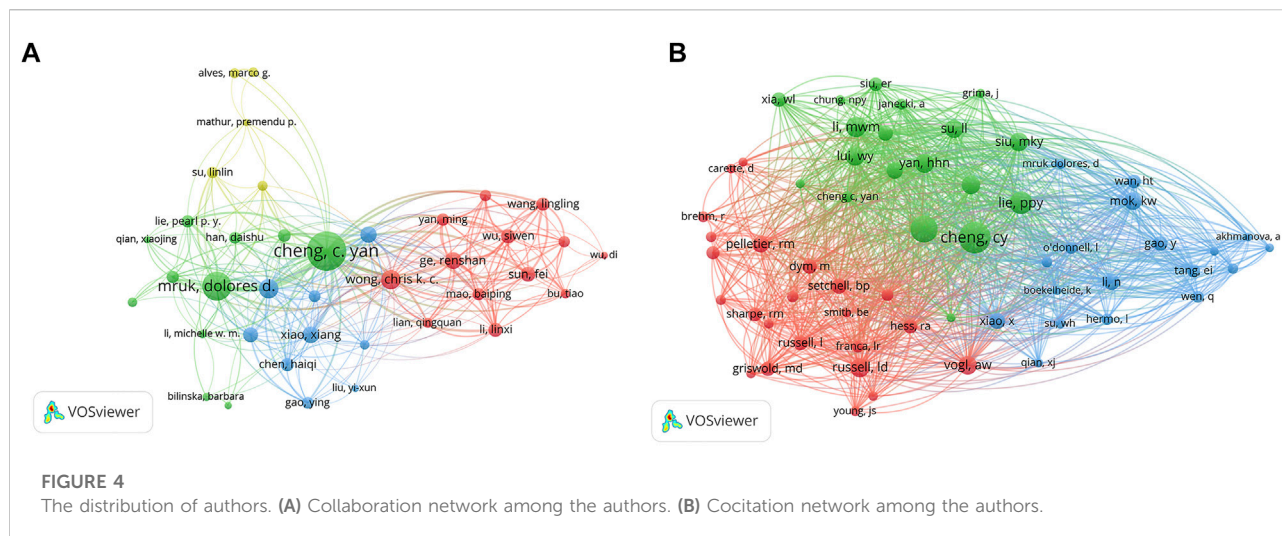 A
alves, marco g.
mathur, premendu p.
su, linlin
lie, pearl p. y.
qian, xiaojing
han, daishu
cheng, c. yan
mruk, dolores d.
li, michelle w. m.
xiao, xiang
chen, haiqi
liu, yi-xun
gao, ying
bilinska, barbara
wang, lingling
yan, ming
wu, siwen
wu, di
ge, renshan
sun, fei
wong, chris k. c.
mao, baiping
bu, tiao
lian, qingquan
li, linxi
VOSviewer
B
siu, er
xia, wl
chung, npy
janecki, a
grima, j
li, mwm
su, ll
siu, mky
lui, wy
yan, hhn
mruk dolores, d
carette, d
cheng c, yan
wan, ht
lie, ppy
mok, kw
brehm, r
pelletier, rm
cheng, cy
o'donnell, l
gao, y
akhmanova, a
dym, m
tang, ei
setchell, bp
boekelheide, k
li, n
wen, q
sharpe, rm
smith, be
hess, ra
xiao, x
su, wh
hermo, l
russell, l
franca, lr
griswold, md
russell, ld
vogl, aw
qian, xj
young, js
VOSviewer
FIGURE 4
The distribution of authors. (A) Collaboration network among the authors. (B) Cocitation network among the authors.